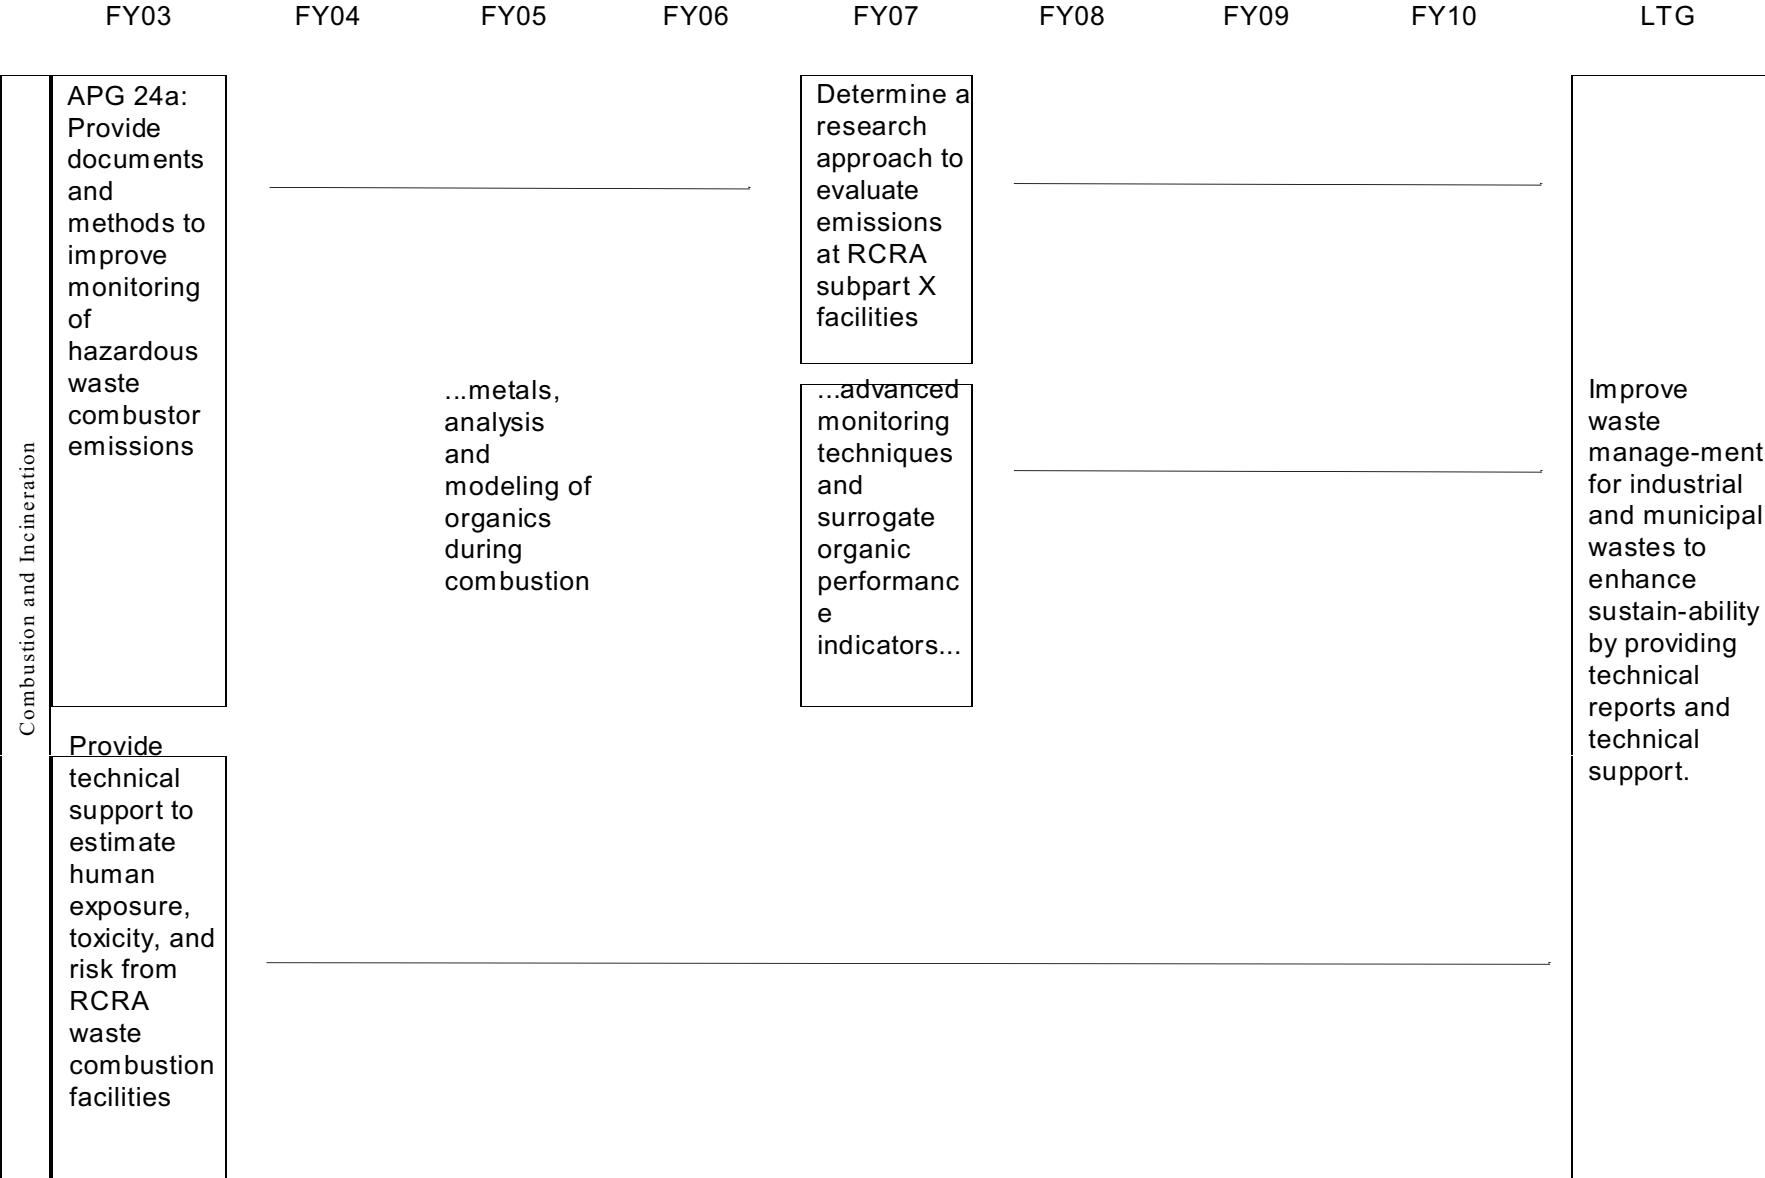 FY03 FY04 FY05 FY06 FY07 FY08 FY09 FY10 LTG
Combustion and Incineration
APG 24a:
Provide
documents
and
methods to
improve
monitoring
of
hazardous
waste
combustor
emissions
Provide
technical
support to
estimate
human
exposure,
toxicity, and
risk from
RCRA
waste
combustion
facilities
...metals,
analysis
and
modeling of
organics
during
combustion
Determine a
research
approach to
evaluate
emissions
at RCRA
subpart X
facilities
...advanced
monitoring
techniques
and
surrogate
organic
performanc
e
indicators...
Improve
waste
manage-ment
for industrial
and municipal
wastes to
enhance
sustain-ability
by providing
technical
reports and
technical
support.